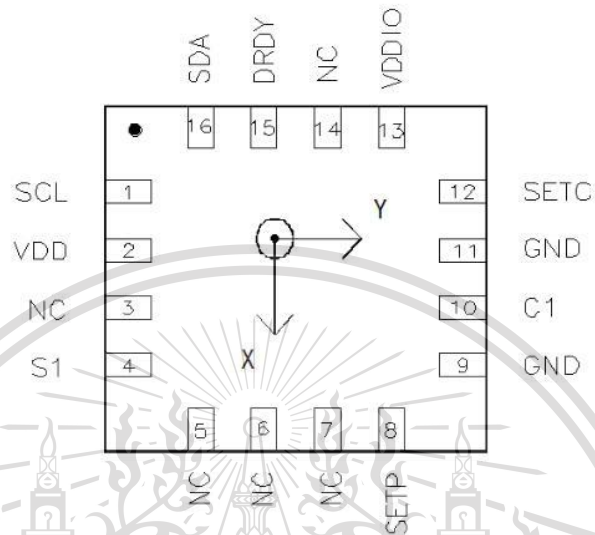 SDA DRDY NC VDDIO
16 15 14 13
SCL 1 12 SETC
Y
VDD 2 11 GND
NC 3 10 C1
X
S1 4 9 GND
5 6 7 8
NC NC NC SETP